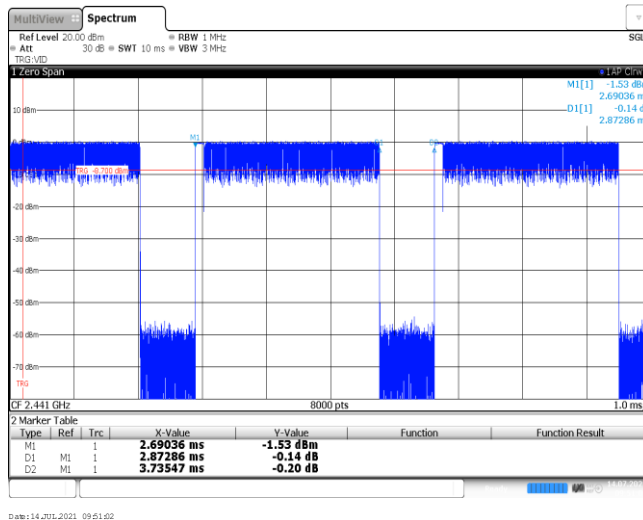 MultiView Spectrum
Ref Level 20.00 dBm RBW 1 MHz SGL
Att 30 dB SWT 10 ms VBW 3 MHz
TRG:VID
1 Zero Span 1AP Clrw
M1[1] -1.53 dB
2.69036 m
D1[1] -0.14 d
2.87286 m
10 dBm
M1
D1
D2
TRG -8.700 dBm
-20 dBm
-30 dBm
-40 dBm
-50 dBm
-60 dBm
-70 dBm
TRG
CF 2.441 GHz 8000 pts 1.0 ms
2 Marker Table
Type Ref Trc X-Value Y-Value Function Function Result
M1 1 2.69036 ms -1.53 dBm
D1 M1 1 2.87286 ms -0.14 dB
D2 M1 1 3.73547 ms -0.20 dB
Date: 14.JUL.2021 09:51:02